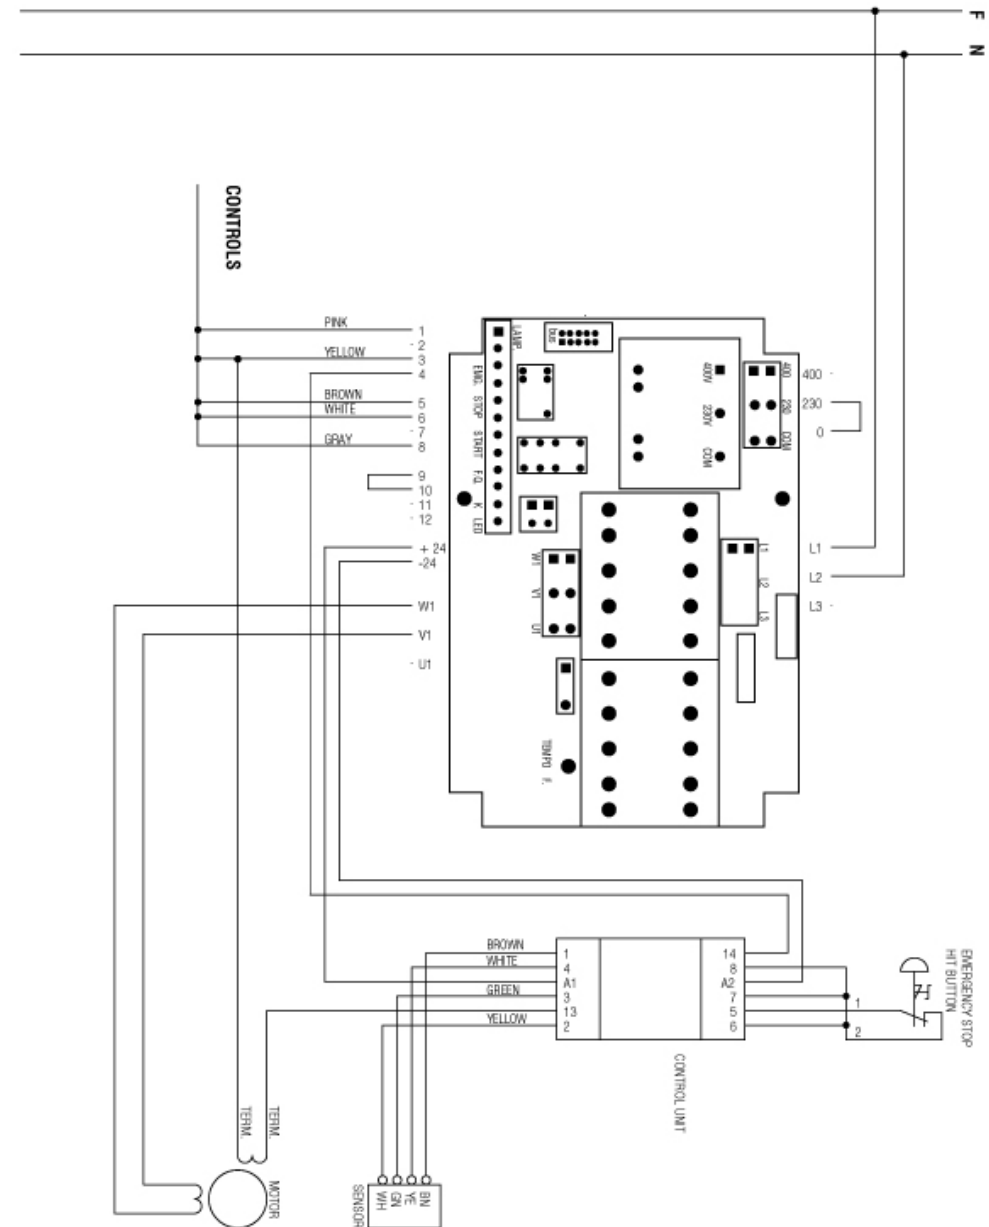 F
N
CONTROLS
PINK
1
2
YELLOW
3
4
BROWN
5
WHITE
6
7
GRAY
8
9
10
11
12
+ 24
-24
W1
V1
U1
LAMP.
EMG.
STOP
START
F.Q.
K
LED
bus
400V
230V
COM
400
230
COM
400
230
0
L1
L2
L3
L1
L2
L3
W1
V1
U1
TEMPO F.
BROWN
1
WHITE
4
A1
GREEN
3
13
YELLOW
2
14
8
A2
7
5
6
1
2
EMERGENCY STOP
HIT BUTTON
CONTROL UNIT
TERM.
TERM.
MOTOR
SENSOR
WH
GN
YE
BN